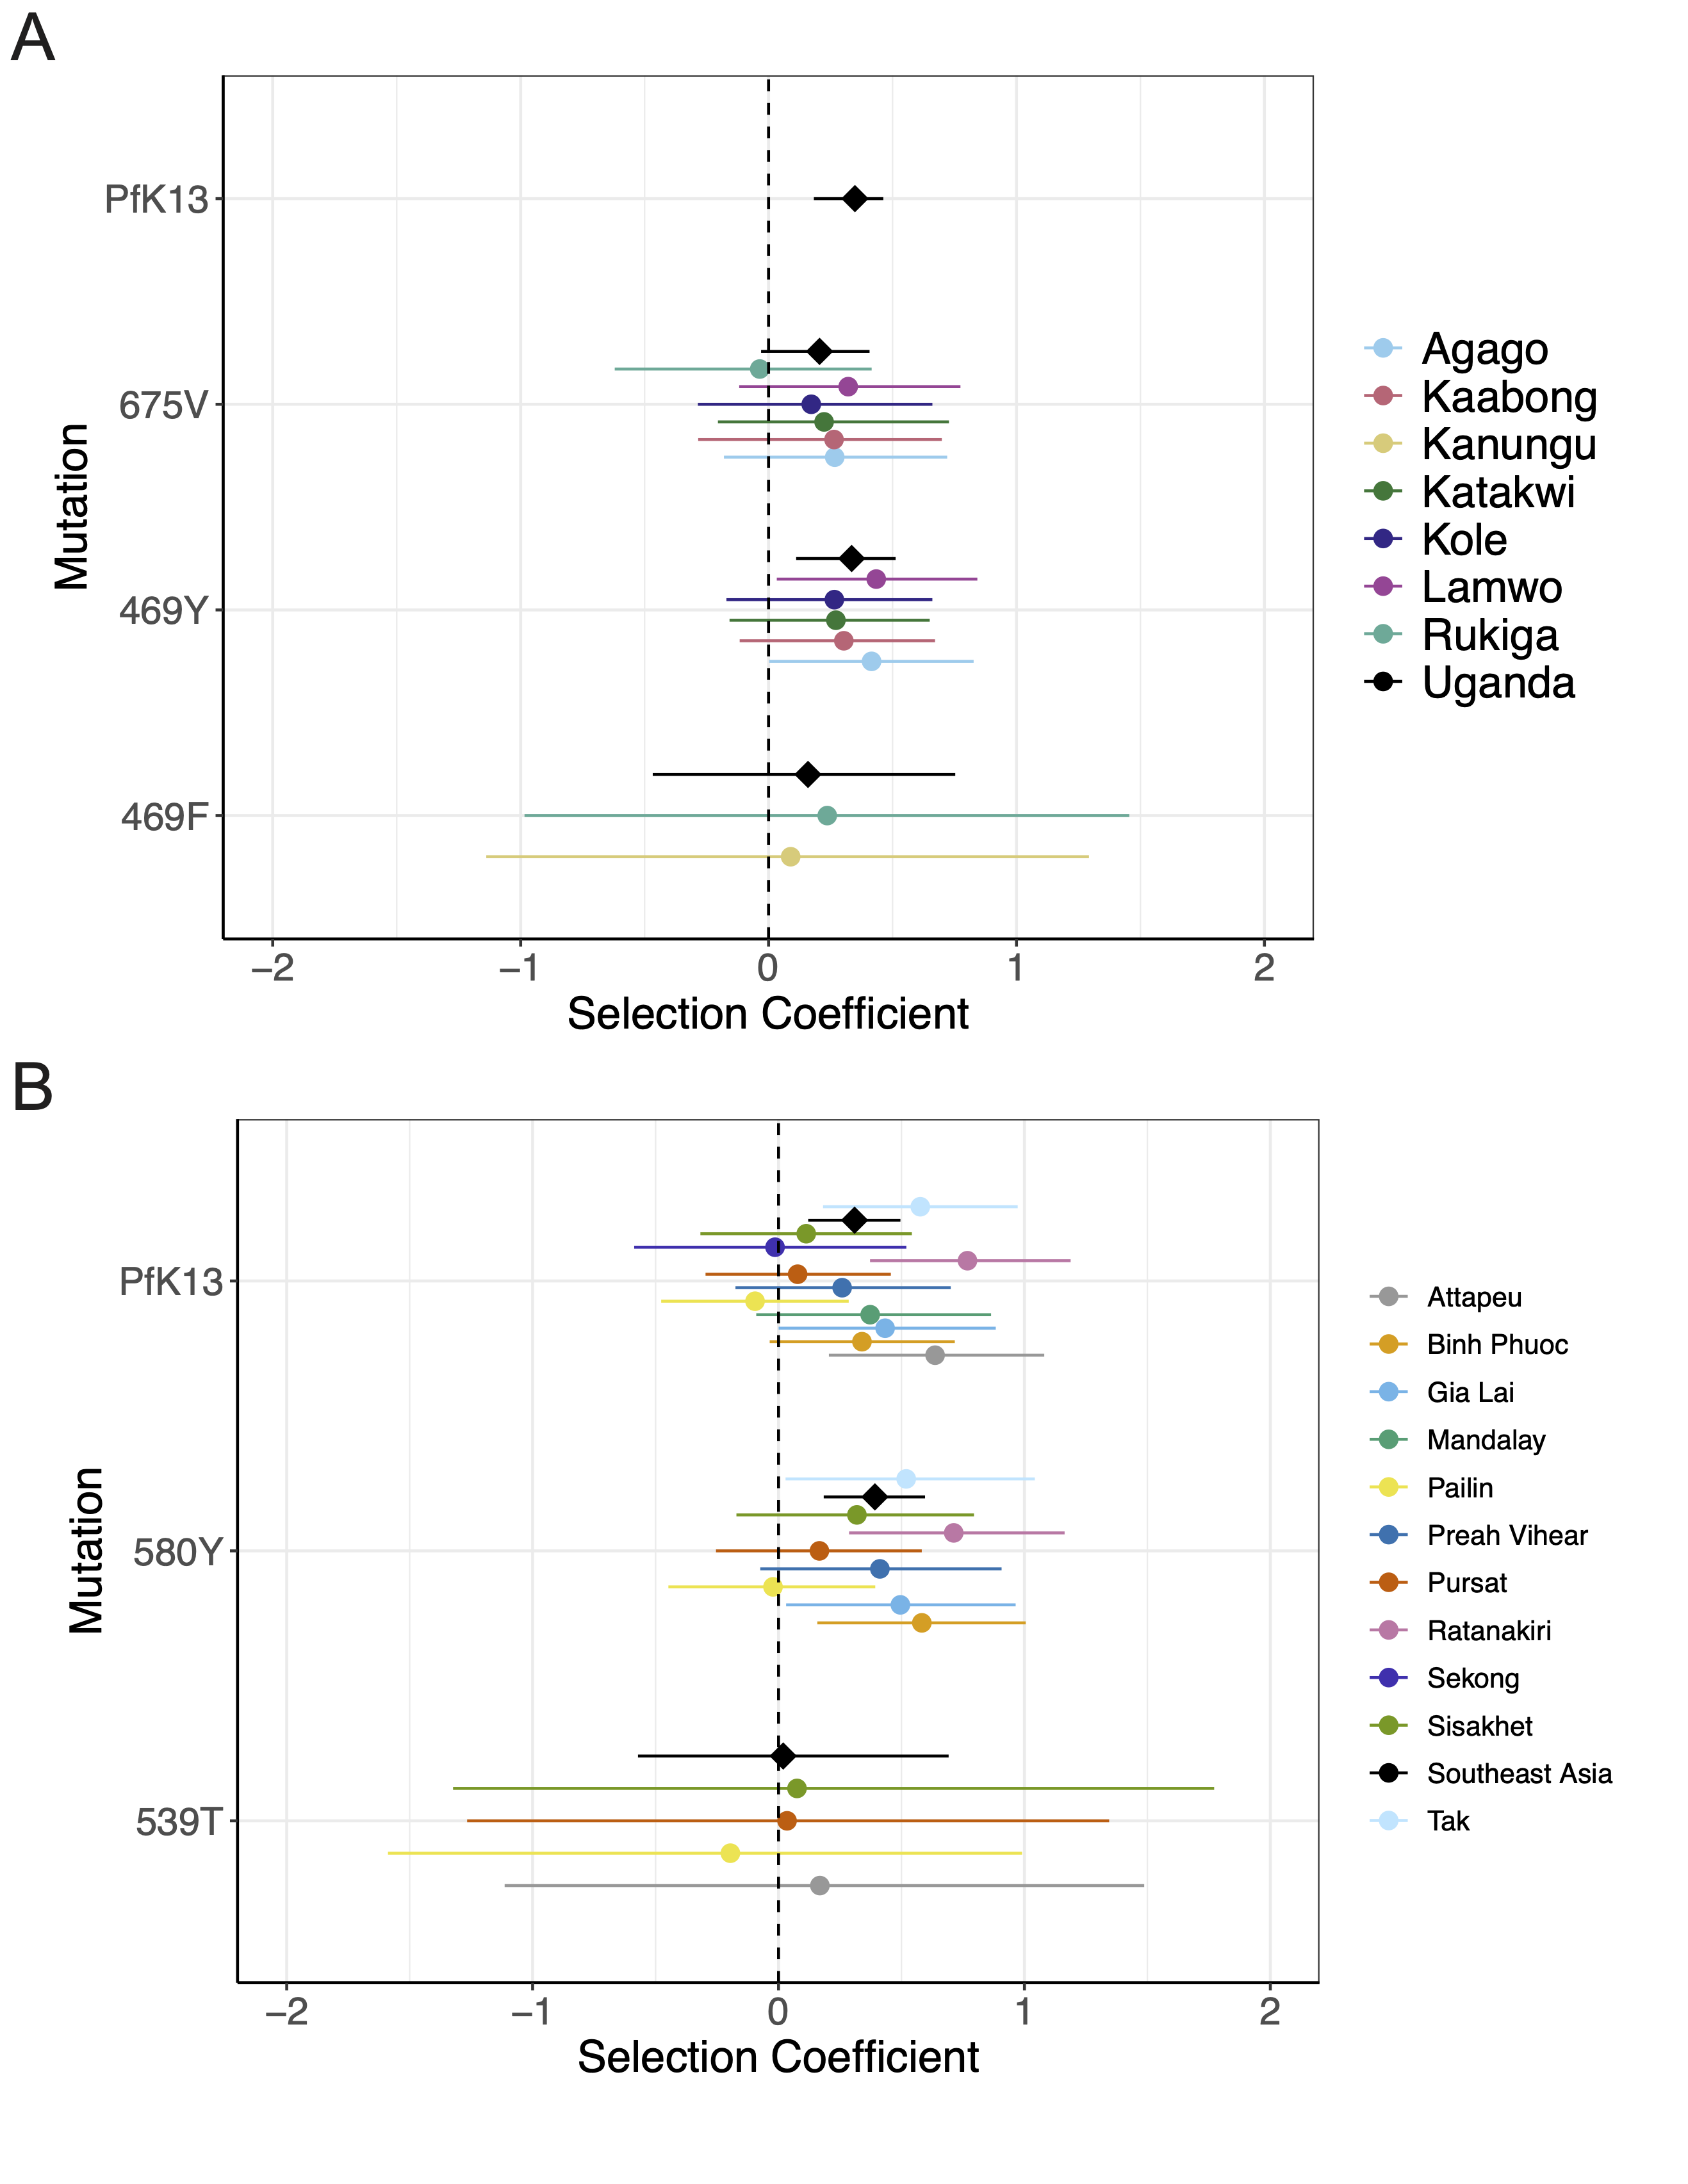 A
PfK13
675V
469Y
469F
Mutation
−2
−1
0
1
2
Selection Coefficient
Agago
Kaabong
Kanungu
Katakwi
Kole
Lamwo
Rukiga
Uganda
B
PfK13
580Y
539T
Mutation
−2
−1
0
1
2
Selection Coefficient
Attapeu
Binh Phuoc
Gia Lai
Mandalay
Pailin
Preah Vihear
Pursat
Ratanakiri
Sekong
Sisakhet
Southeast Asia
Tak